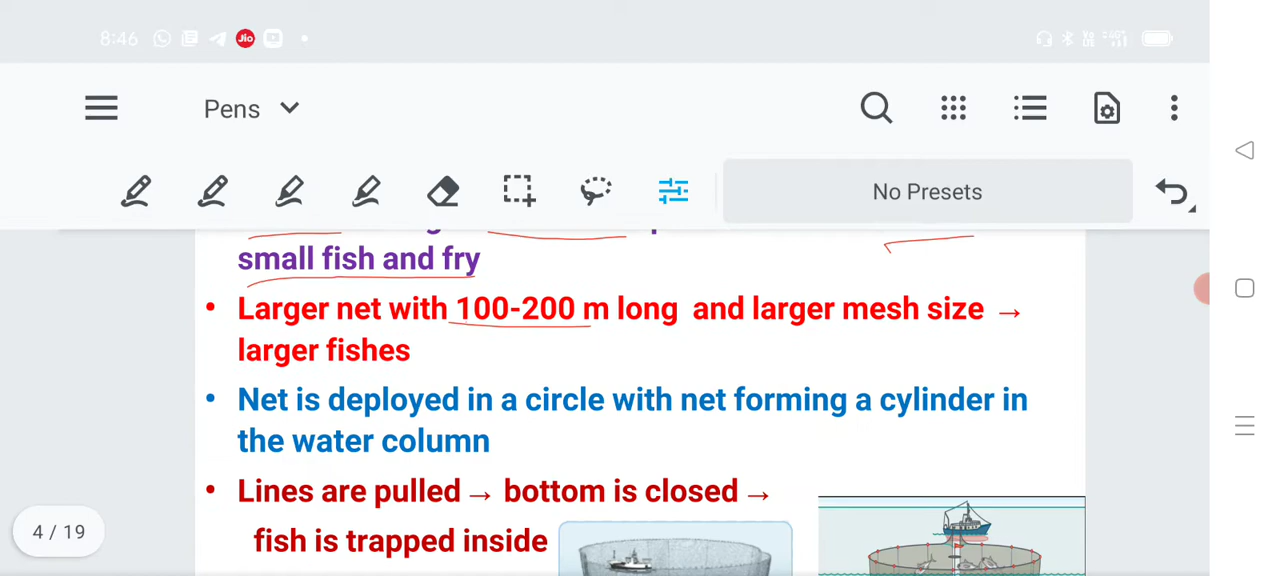 8:46
Jio
4G+
Pens
No Presets
small fish and fry
• Larger net with 100-200 m long and larger mesh size →
larger fishes
• Net is deployed in a circle with net forming a cylinder in
the water column
• Lines are pulled → bottom is closed →
fish is trapped inside
4 / 19